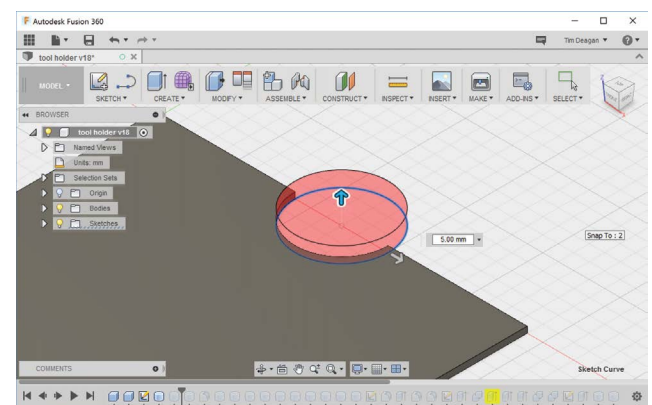 F Autodesk Fusion 360
Tim Deagan
tool holder v18*
MODEL
SKETCH
CREATE
MODIFY
ASSEMBLE
CONSTRUCT
INSPECT
INSERT
MAKE
ADD-INS
SELECT
BROWSER
tool holder v18
Named Views
Units: mm
Selection Sets
Origin
Bodies
Sketches
5.00 mm
Snap To : 2
COMMENTS
Sketch Curve